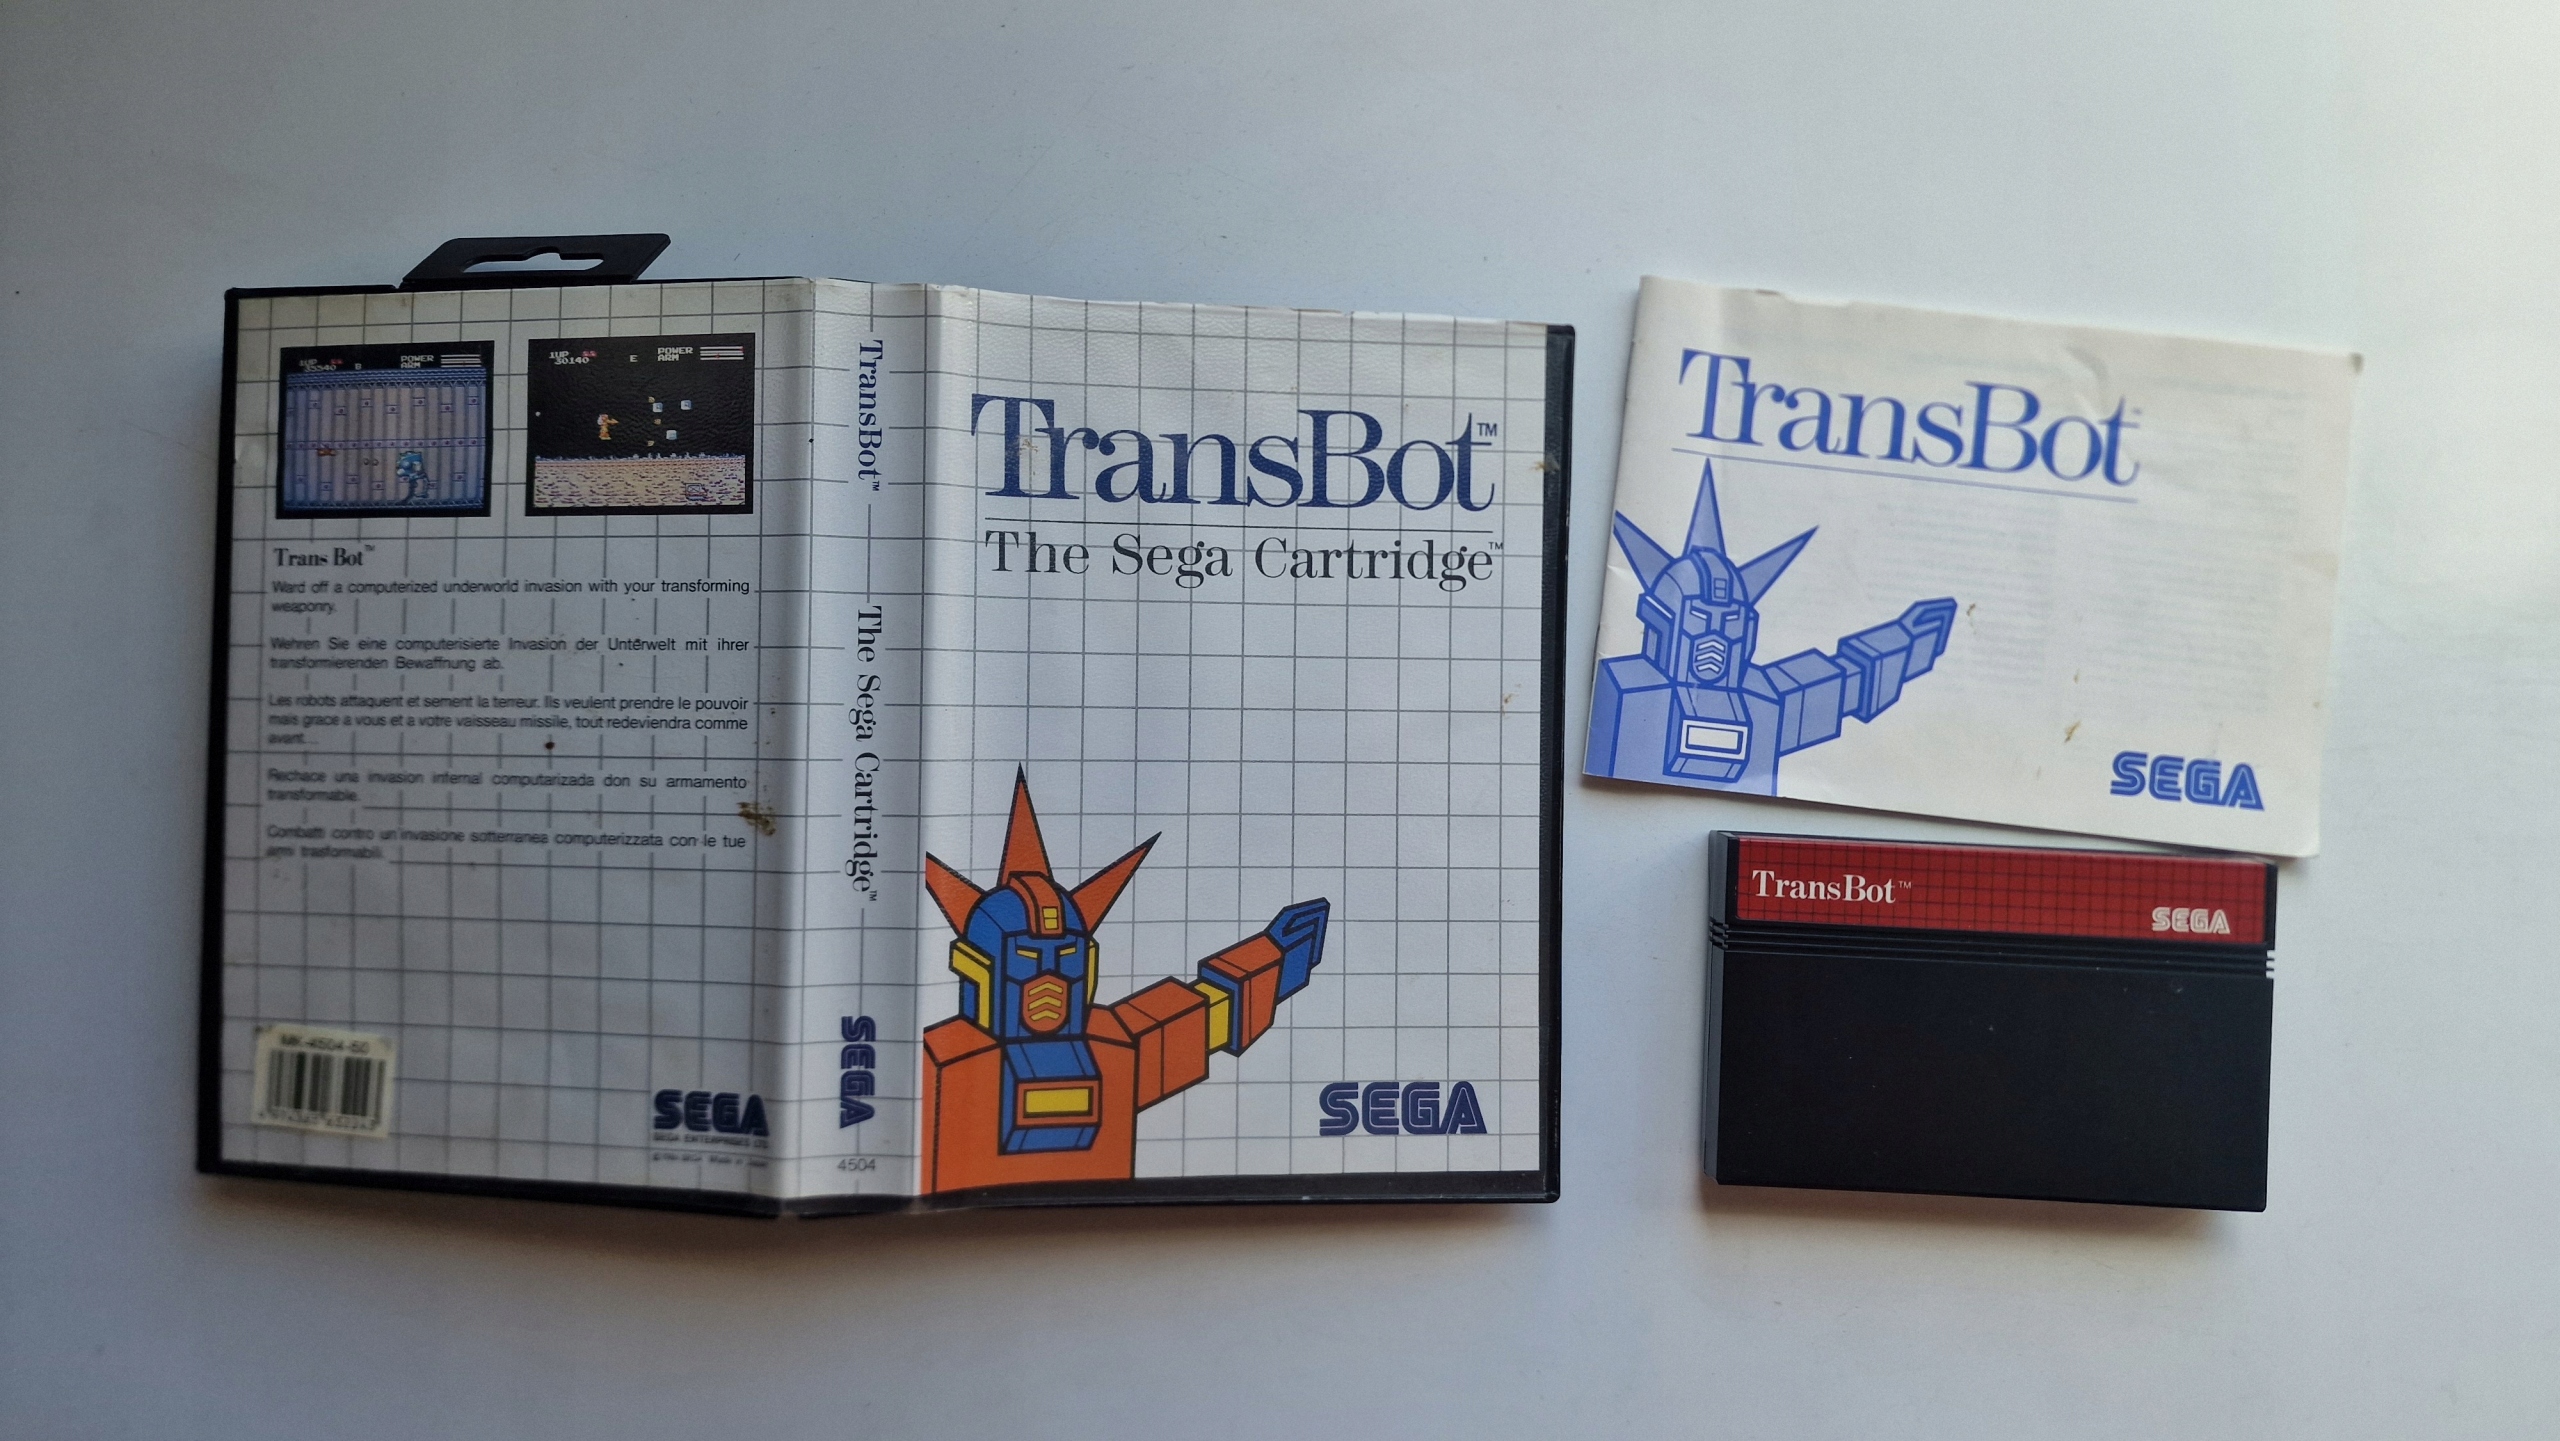 1UP
35540 B POWER
ARM
1UP
30140 E POWER
ARM
Trans Bot™
Ward off a computerized underworld invasion with your transforming
weaponry.
Wehren Sie eine computerisierte Invasion der Unterwelt mit ihrer
transformierenden Bewaffnung ab.
Les robots attaquent et sement la terreur. Ils veulent prendre le pouvoir
mais grace a vous et a votre vaisseau missile, tout redeviendra comme
avant...
Rechace una invasion infernal computarizada don su armamento
transformable.
Combatti contro un'invasione sotterranea computerizzata con le tue
armi trasformabili.
MK-4504-50
SEGA
SEGA ENTERPRISES LTD.
TransBot™ The Sega Cartridge™ SEGA
4504
TransBot™
The Sega Cartridge™
SEGA
TransBot
SEGA
TransBot™
SEGA